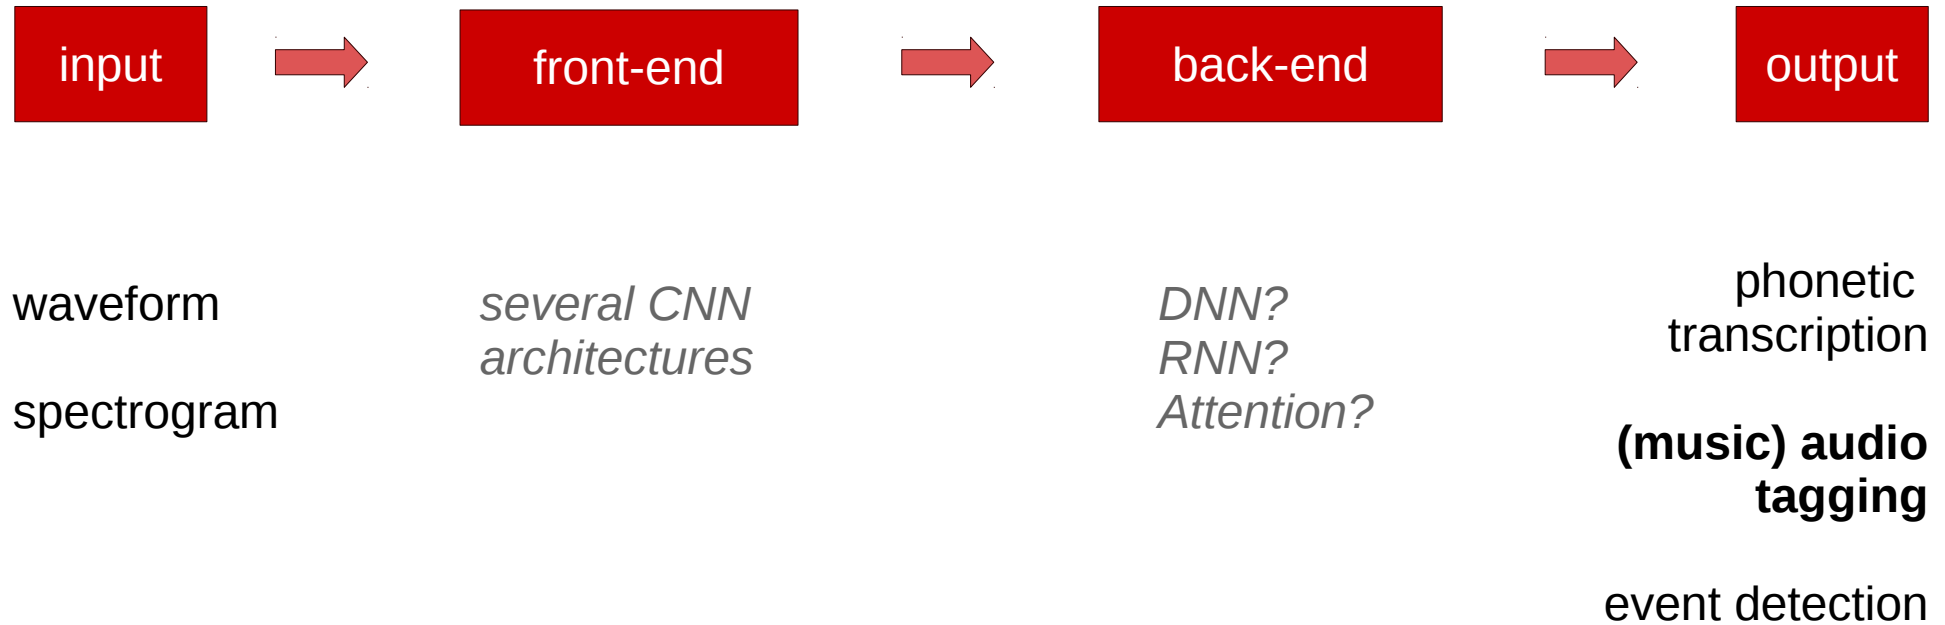 input
front-end
back-end
output
waveform
spectrogram
several CNN
architectures
DNN?
RNN?
Attention?
phonetic
transcription
(music) audio
tagging
event detection